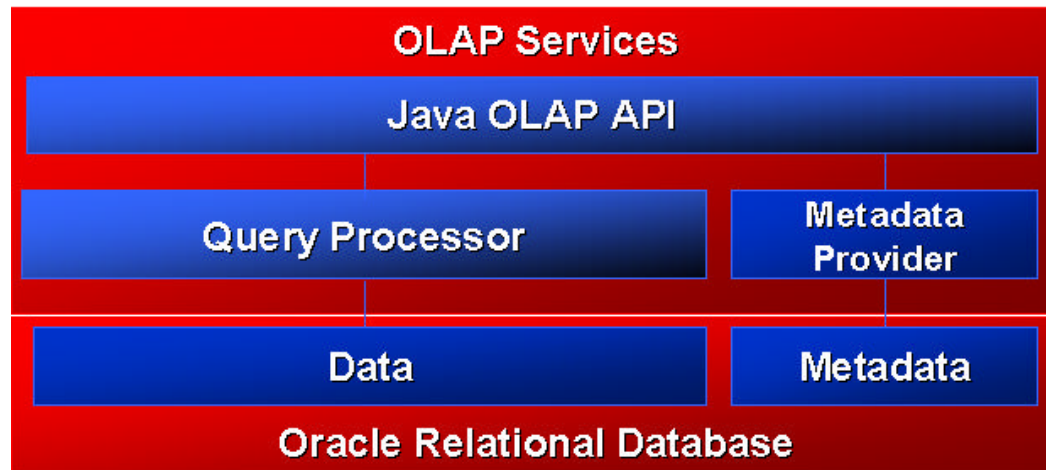 OLAP Services
Java OLAP API
Query Processor
Metadata
Provider
Data
Metadata
Oracle Relational Database